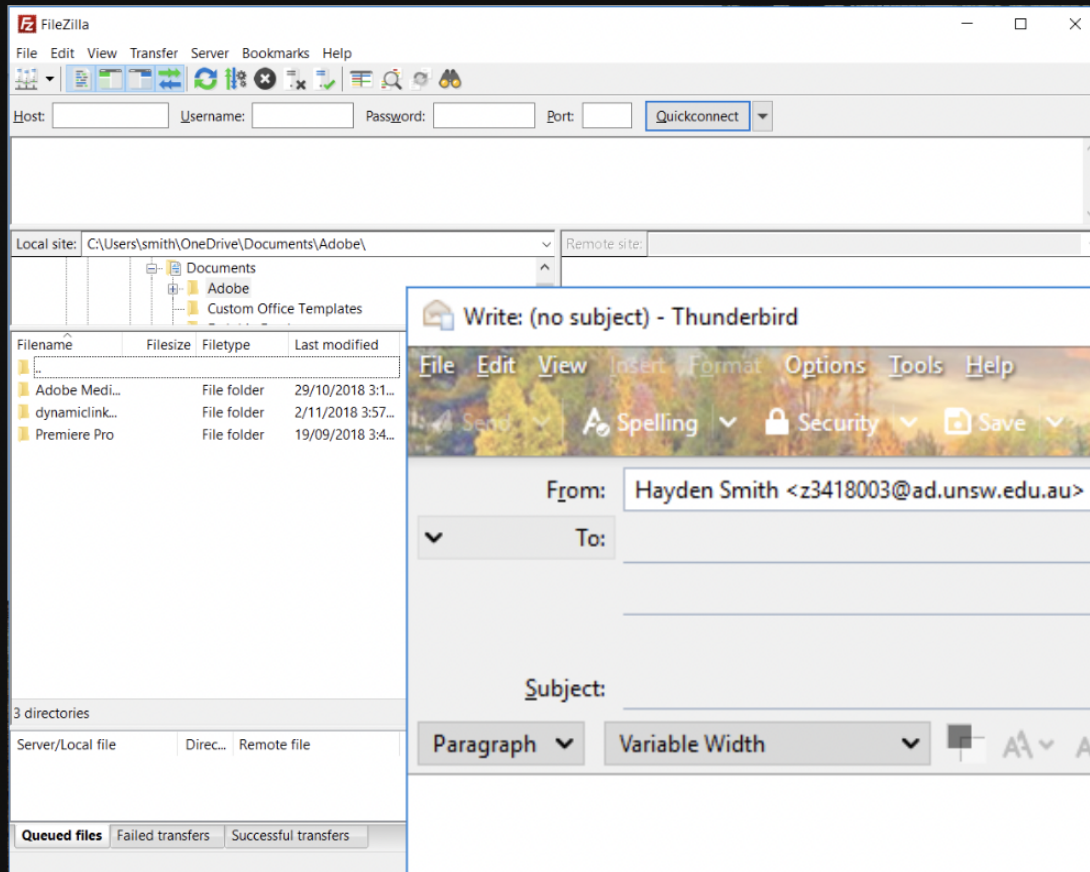 FileZilla
File Edit View Transfer Server Bookmarks Help
Host: Username: Password: Port: Quickconnect
Local site: C:\Users\smith\OneDrive\Documents\Adobe\ Remote site:
Documents
Adobe
Custom Office Templates
Filename Filesize Filetype Last modified
..
Adobe Medi... File folder 29/10/2018 3:1...
dynamiclink... File folder 2/11/2018 3:57...
Premiere Pro File folder 19/09/2018 3:4...
3 directories
Server/Local file Direc... Remote file
Queued files Failed transfers Successful transfers
Write: (no subject) - Thunderbird
File Edit View Insert Format Options Tools Help
Send Spelling Security Save
From: Hayden Smith <z3418003@ad.unsw.edu.au>
To:
Subject:
Paragraph Variable Width